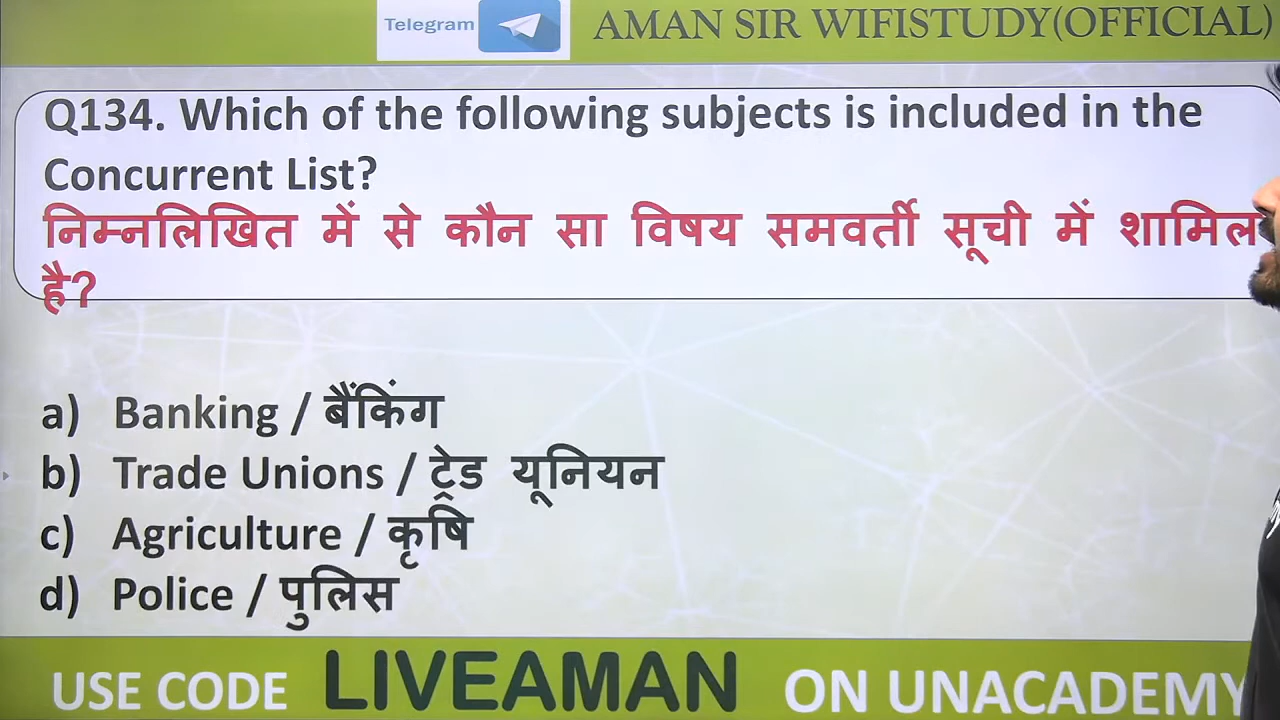 Telegram
AMAN SIR WIFISTUDY(OFFICIAL)
Q134. Which of the following subjects is included in the
Concurrent List?
निम्नलिखित में से कौन सा विषय समवर्ती सूची में शामिल
है?
a) Banking / बैंकिंग
b) Trade Unions / ट्रेड यूनियन
c) Agriculture / कृषि
d) Police / पुलिस
USE CODE LIVEAMAN ON UNACADEMY